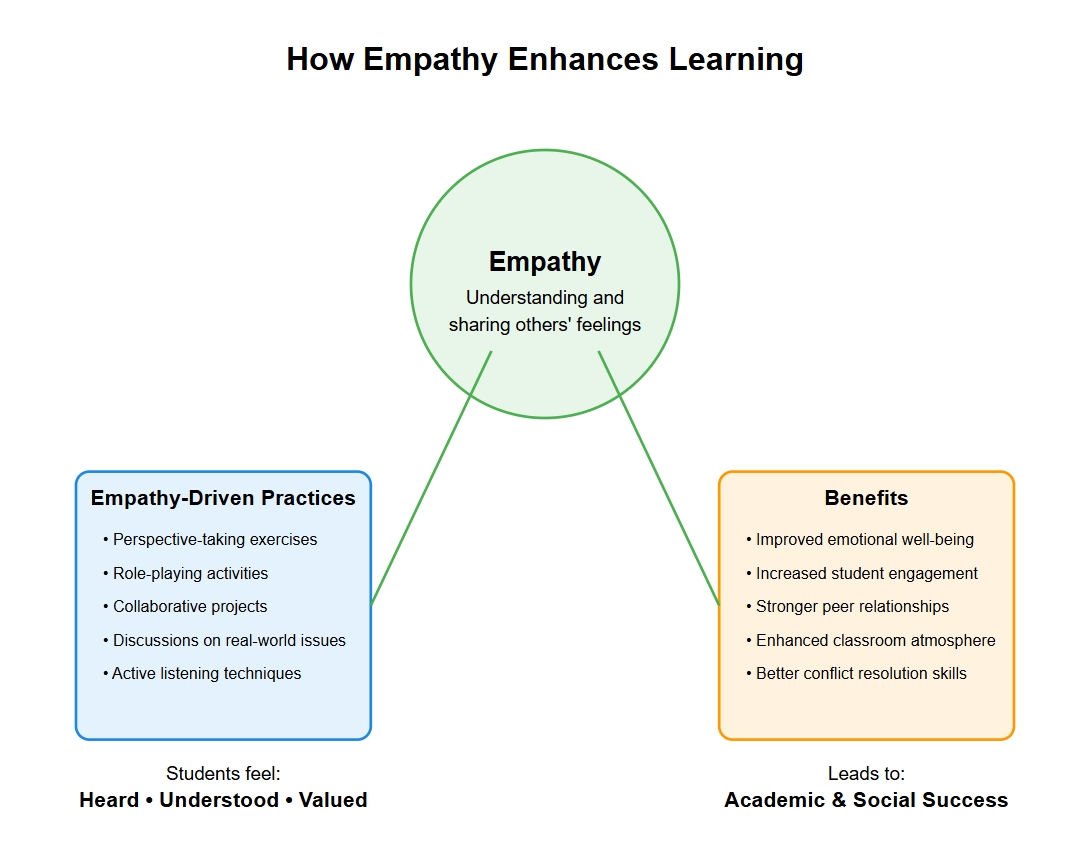 How Empathy Enhances Learning
Empathy
Understanding and
sharing others' feelings
Empathy-Driven Practices
• Perspective-taking exercises
• Role-playing activities
• Collaborative projects
• Discussions on real-world issues
• Active listening techniques
Students feel:
Heard • Understood • Valued
Benefits
• Improved emotional well-being
• Increased student engagement
• Stronger peer relationships
• Enhanced classroom atmosphere
• Better conflict resolution skills
Leads to:
Academic & Social Success